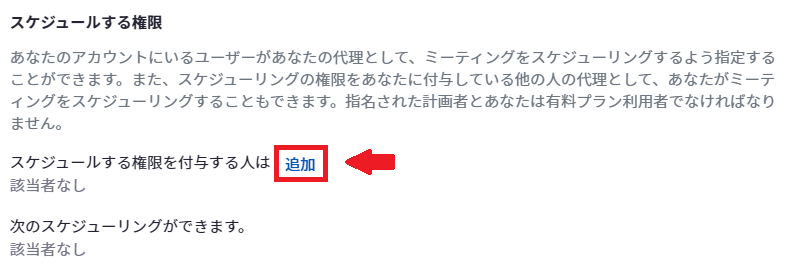 スケジュールする権限
あなたのアカウントにいるユーザーがあなたの代理として、ミーティングをスケジューリングするよう指定する
ことができます。また、スケジューリングの権限をあなたに付与している他の人の代理として、あなたがミーテ
ィングをスケジューリングすることもできます。指名された計画者とあなたは有料プラン利用者でなければなり
ません。
スケジュールする権限を付与する人は 追加
該当者なし
次のスケジューリングができます。
該当者なし